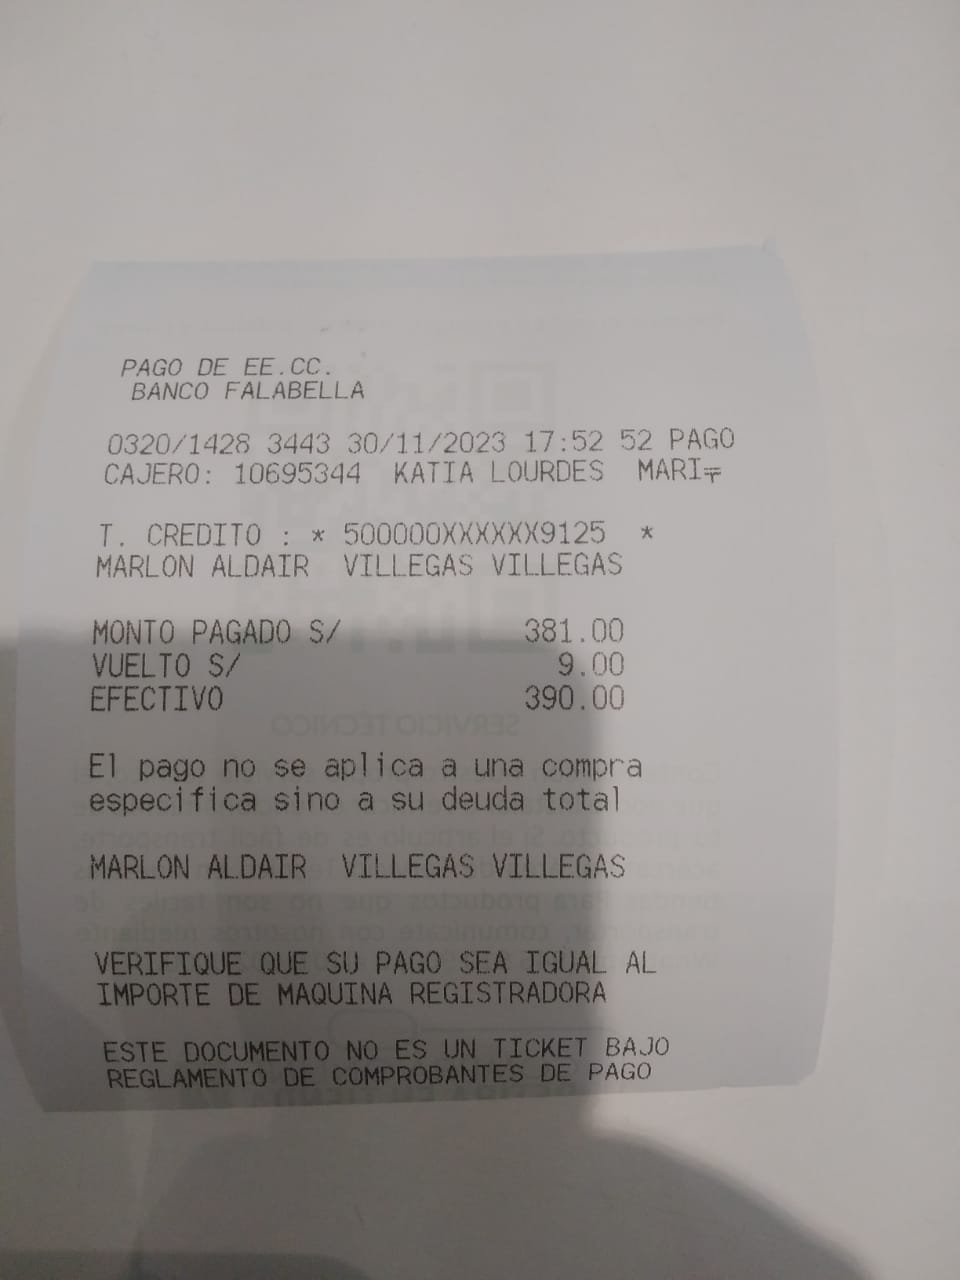 PAGO DE EE.CC.
BANCO FALABELLA
0320/1428 3443 30/11/2023 17:52 52 PAGO
CAJERO: 10695344 KATIA LOURDES MARI
T. CREDITO : * 500000XXXXXX9125 *
MARLON ALDAIR VILLEGAS VILLEGAS
MONTO PAGADO S/ 381.00
VUELTO S/ 9.00
EFECTIVO 390.00
El pago no se aplica a una compra
especifica sino a su deuda total
MARLON ALDAIR VILLEGAS VILLEGAS
VERIFIQUE QUE SU PAGO SEA IGUAL AL
IMPORTE DE MAQUINA REGISTRADORA
ESTE DOCUMENTO NO ES UN TICKET BAJO
REGLAMENTO DE COMPROBANTES DE PAGO